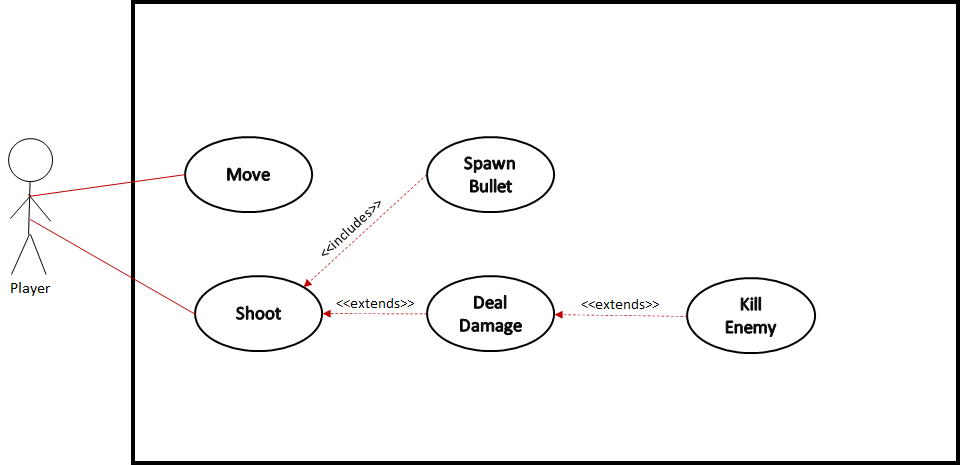 Move
Spawn
Bullet
<<includes>>
Player
Shoot
<<extends>>
Deal
Damage
<<extends>>
Kill
Enemy